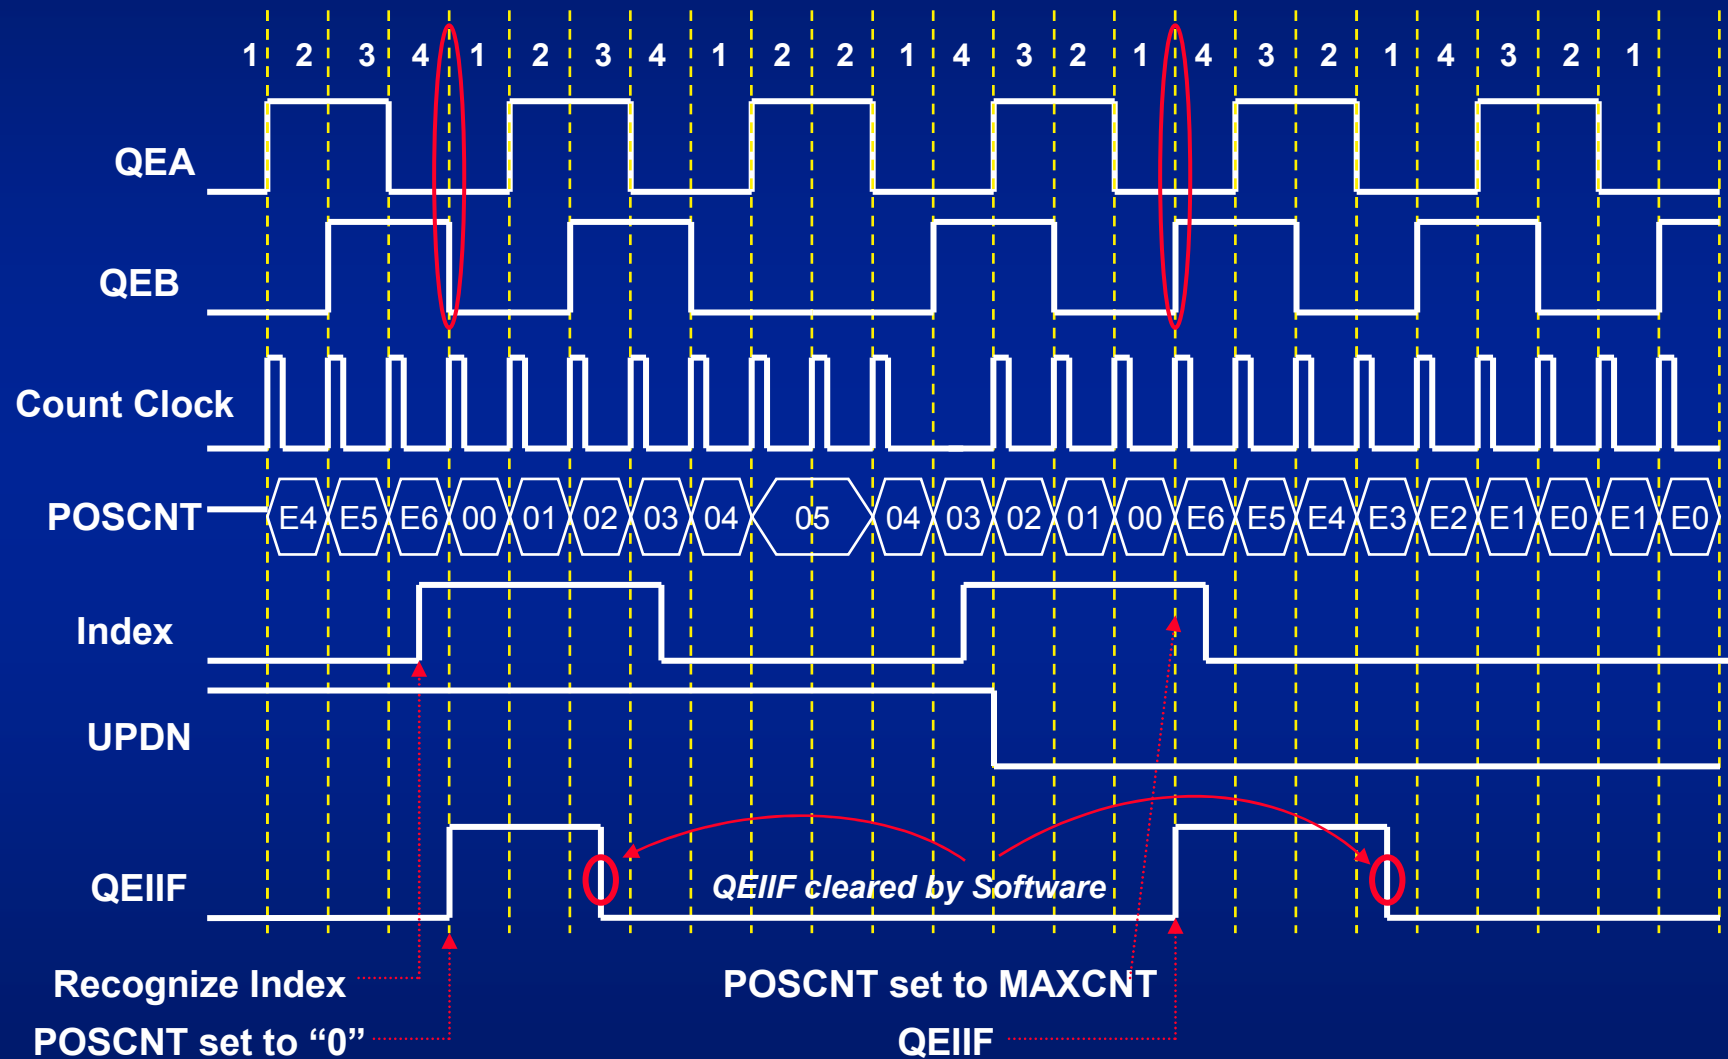 1 2 3 4 1 2 3 4 1 2 2 1 4 3 2 1 4 3 2 1 4 3 2 1
QEA
QEB
Count Clock
POSCNT E4 E5 E6 00 01 02 03 04 05 04 03 02 01 00 E6 E5 E4 E3 E2 E1 E0 E1 E0
Index
UPDN
QEIIF QEIIF cleared by Software
Recognize Index POSCNT set to MAXCNT
POSCNT set to “0” QEIIF